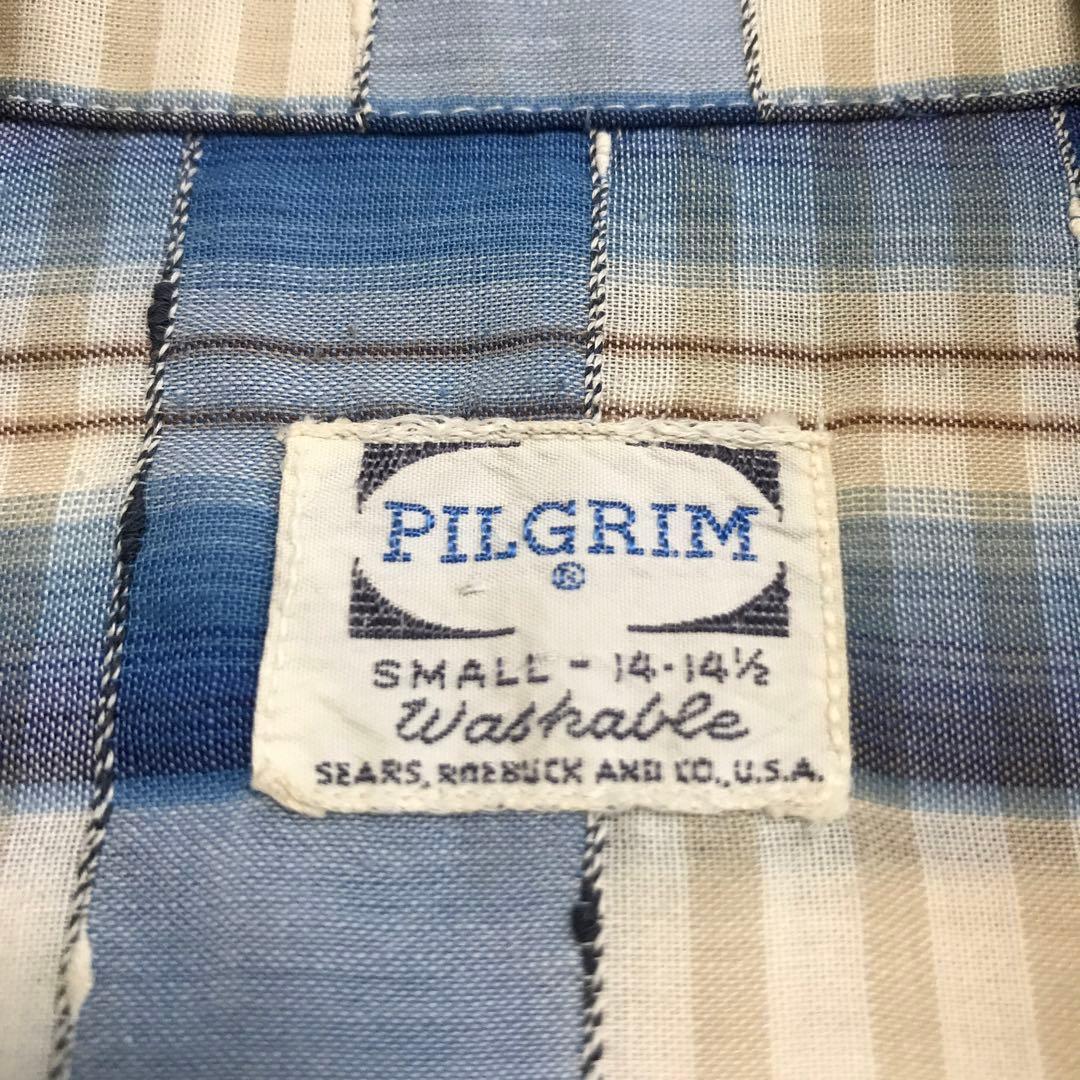 PILGRIM
®
SMALL - 14 - 14½
Washable
SEARS, ROEBUCK AND CO., U.S.A.